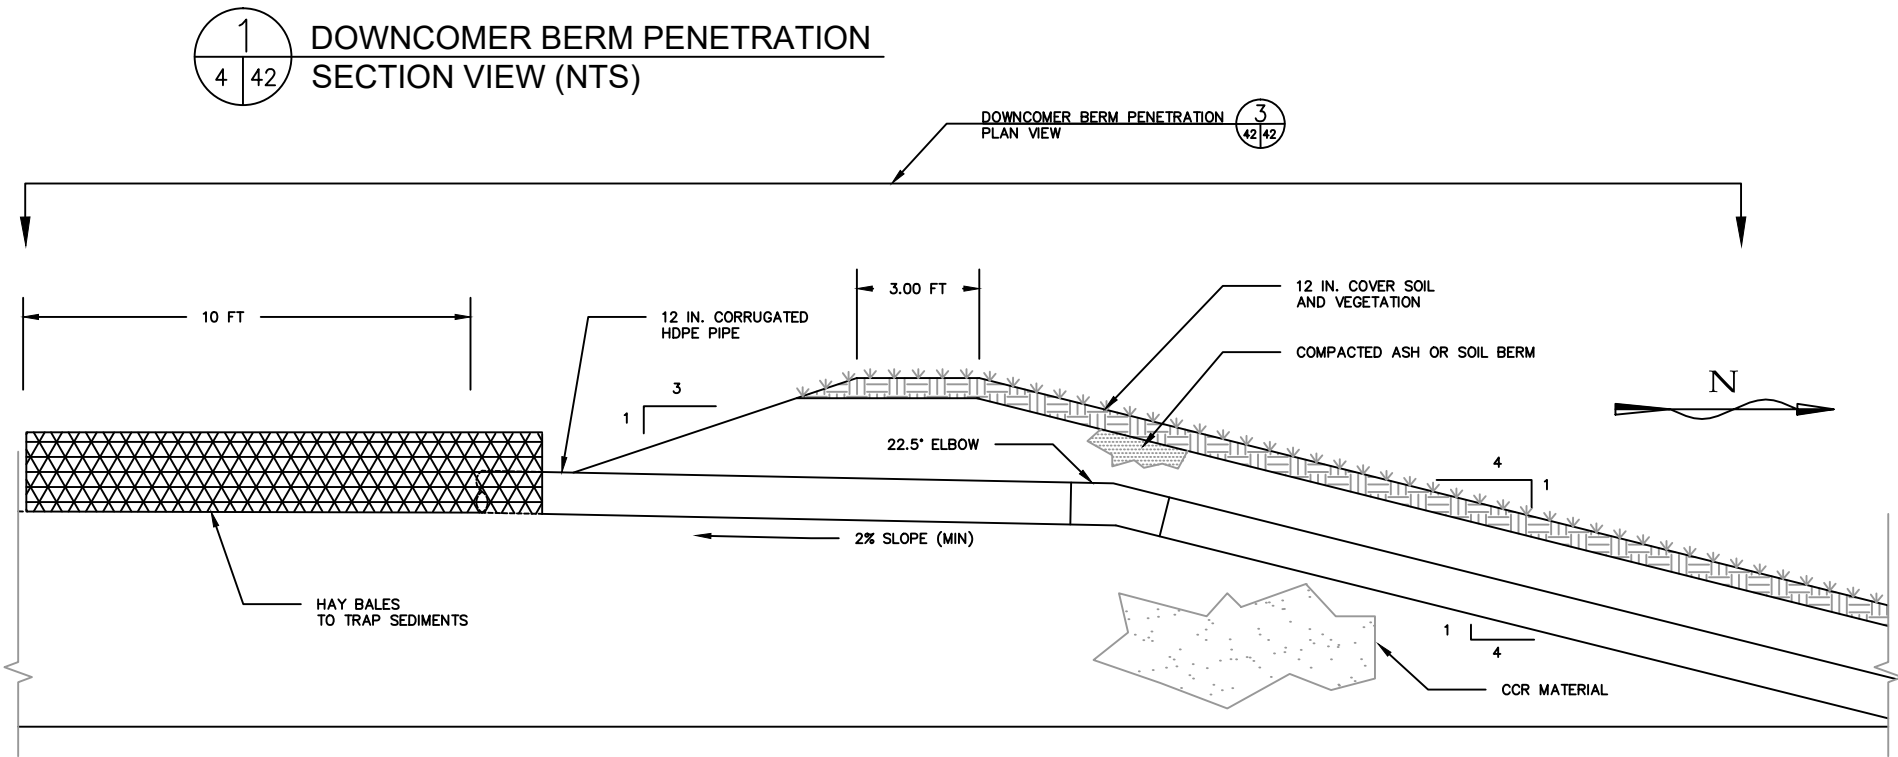 1
4 42
DOWNCOMER BERM PENETRATION
SECTION VIEW (NTS)
DOWNCOMER BERM PENETRATION
PLAN VIEW
3
42 42
10 FT
12 IN. CORRUGATED
HDPE PIPE
3.00 FT
12 IN. COVER SOIL
AND VEGETATION
COMPACTED ASH OR SOIL BERM
N
3
1
22.5° ELBOW
4
1
2% SLOPE (MIN)
HAY BALES
TO TRAP SEDIMENTS
1
4
CCR MATERIAL